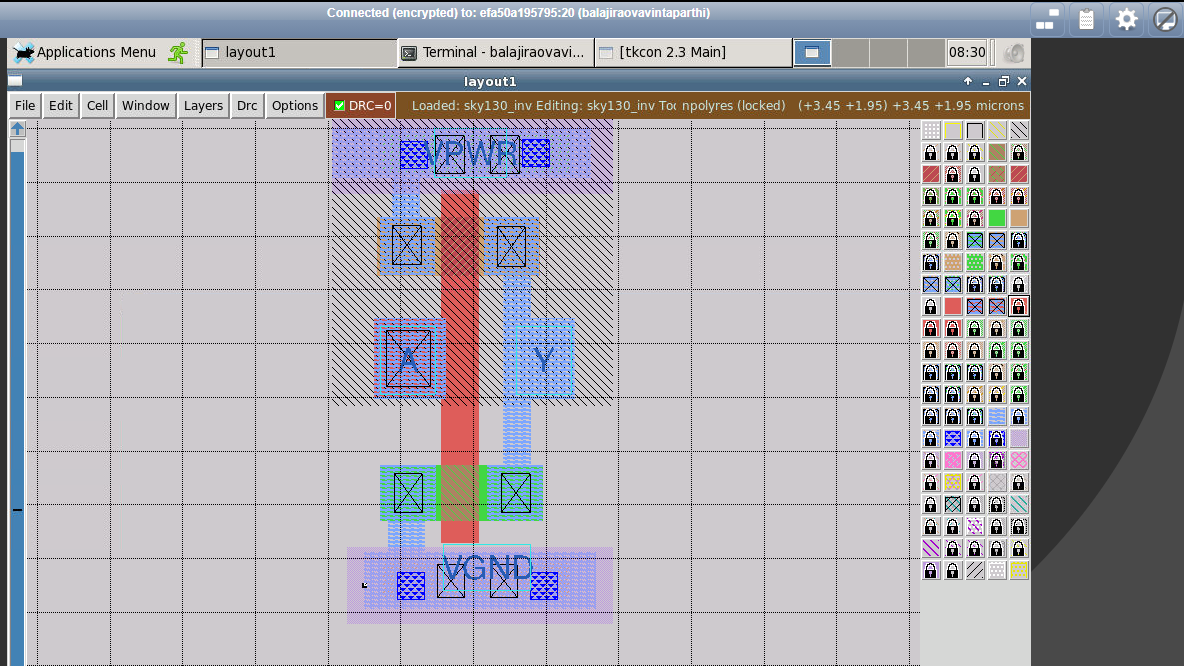 Connected (encrypted) to: efa50a195795:20 (balajiraovavintaparthi)
Applications Menu
layout1
Terminal - balajiraovavi...
[tkcon 2.3 Main]
08:30
layout1
File Edit Cell Window Layers Drc Options DRC=0 Loaded: sky130_inv Editing: sky130_inv Too npolyres (locked) (+3.45 +1.95) +3.45 +1.95 microns
VPWR
A Y
VGND